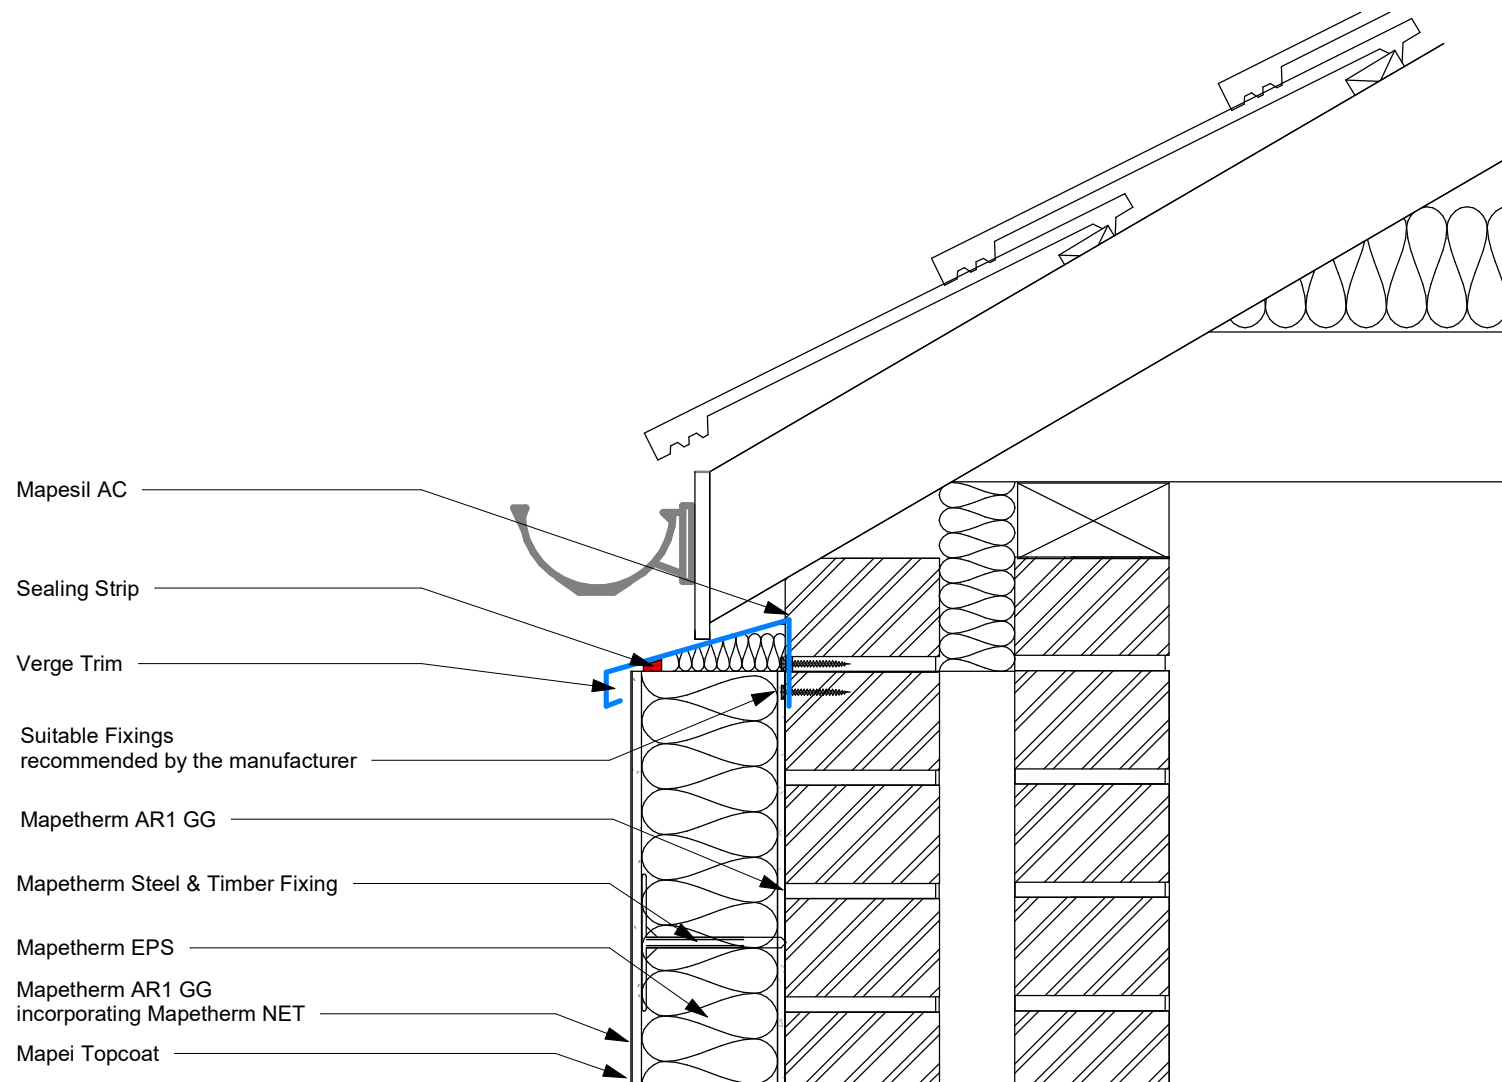 Mapesil AC
Sealing Strip
Verge Trim
Suitable Fixings
recommended by the manufacturer
Mapetherm AR1 GG
Mapetherm Steel & Timber Fixing
Mapetherm EPS
Mapetherm AR1 GG
incorporating Mapetherm NET
Mapei Topcoat